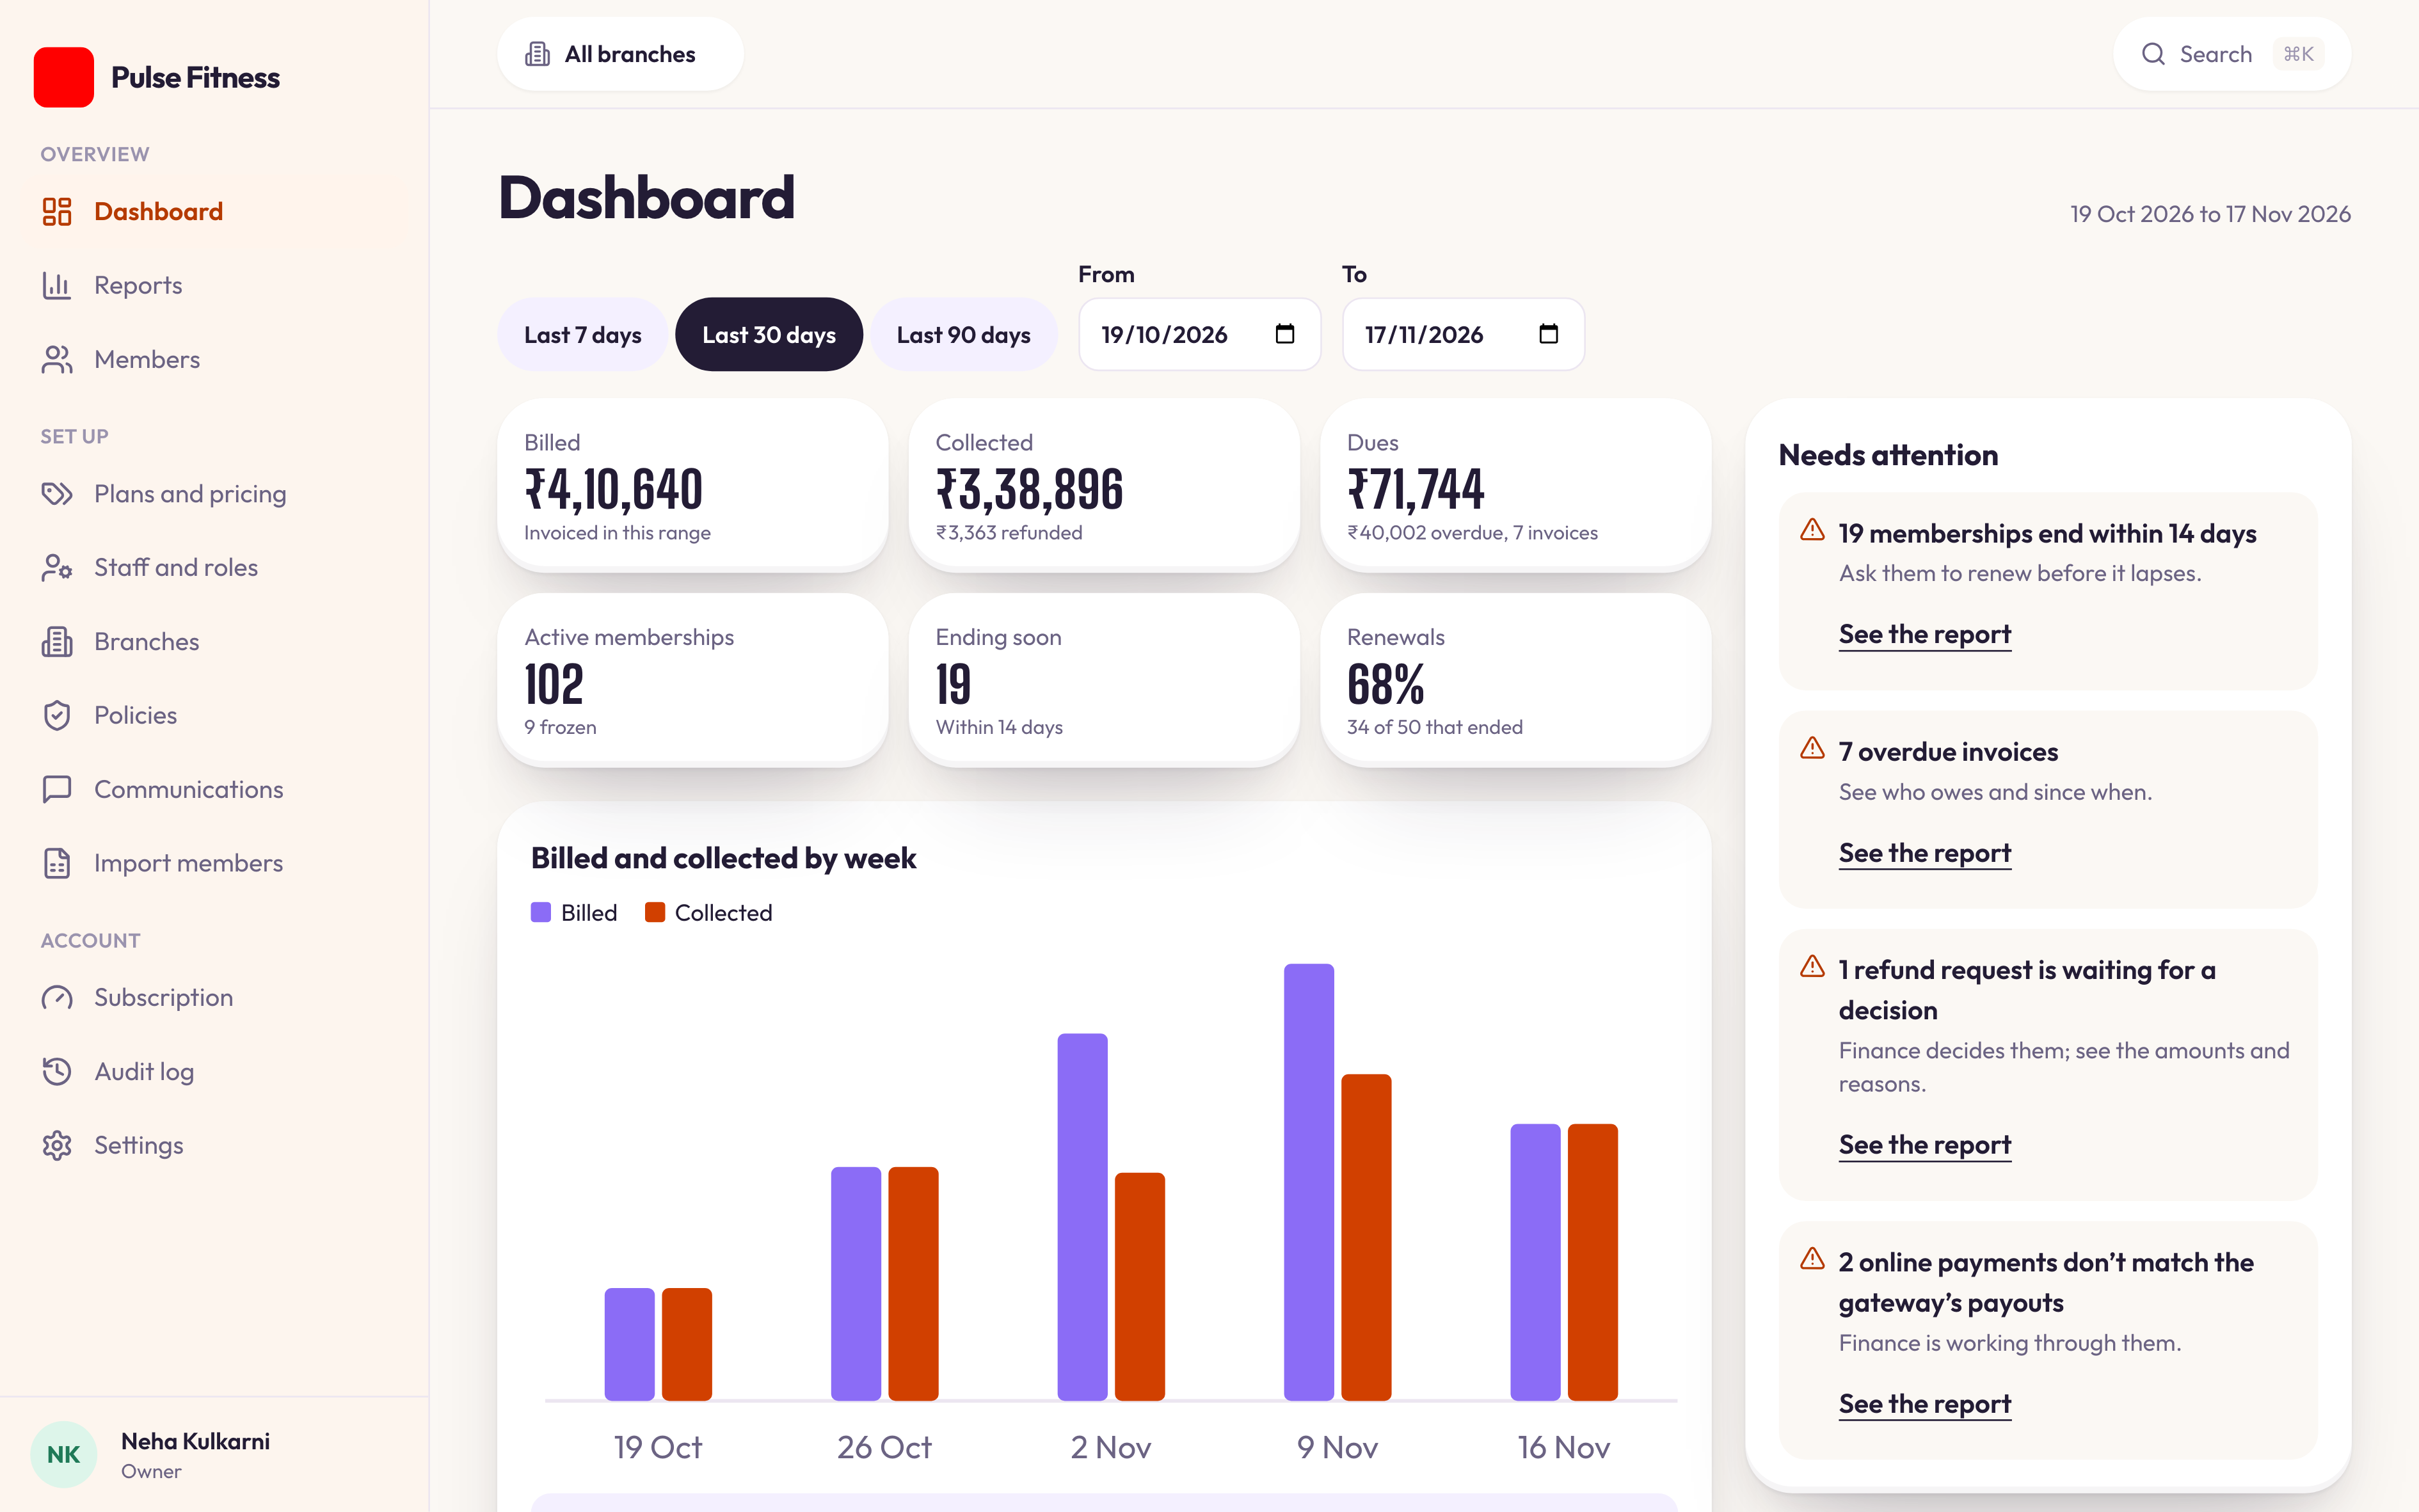 Pulse Fitness
OVERVIEW
Dashboard
Reports
Members
SET UP
Plans and pricing
Staff and roles
Branches
Policies
Communications
Import members
ACCOUNT
Subscription
Audit log
Settings
NK
Neha Kulkarni
Owner
All branches
Search ⌘K
Dashboard
19 Oct 2026 to 17 Nov 2026
Last 7 days
Last 30 days
Last 90 days
From
19/10/2026
To
17/11/2026
Billed
₹4,10,640
Invoiced in this range
Collected
₹3,38,896
₹3,363 refunded
Dues
₹71,744
₹40,002 overdue, 7 invoices
Active memberships
102
9 frozen
Ending soon
19
Within 14 days
Renewals
68%
34 of 50 that ended
Billed and collected by week
Billed
Collected
19 Oct
26 Oct
2 Nov
9 Nov
16 Nov
Needs attention
19 memberships end within 14 days
Ask them to renew before it lapses.
See the report
7 overdue invoices
See who owes and since when.
See the report
1 refund request is waiting for a
decision
Finance decides them; see the amounts and
reasons.
See the report
2 online payments don’t match the
gateway’s payouts
Finance is working through them.
See the report